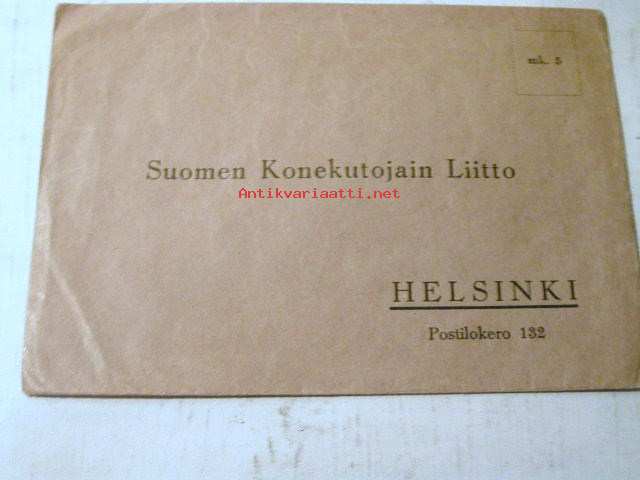 mk. 5
Suomen Konekutojain Liitto
Antikvariaatti.net
HELSINKI
Postilokero 132